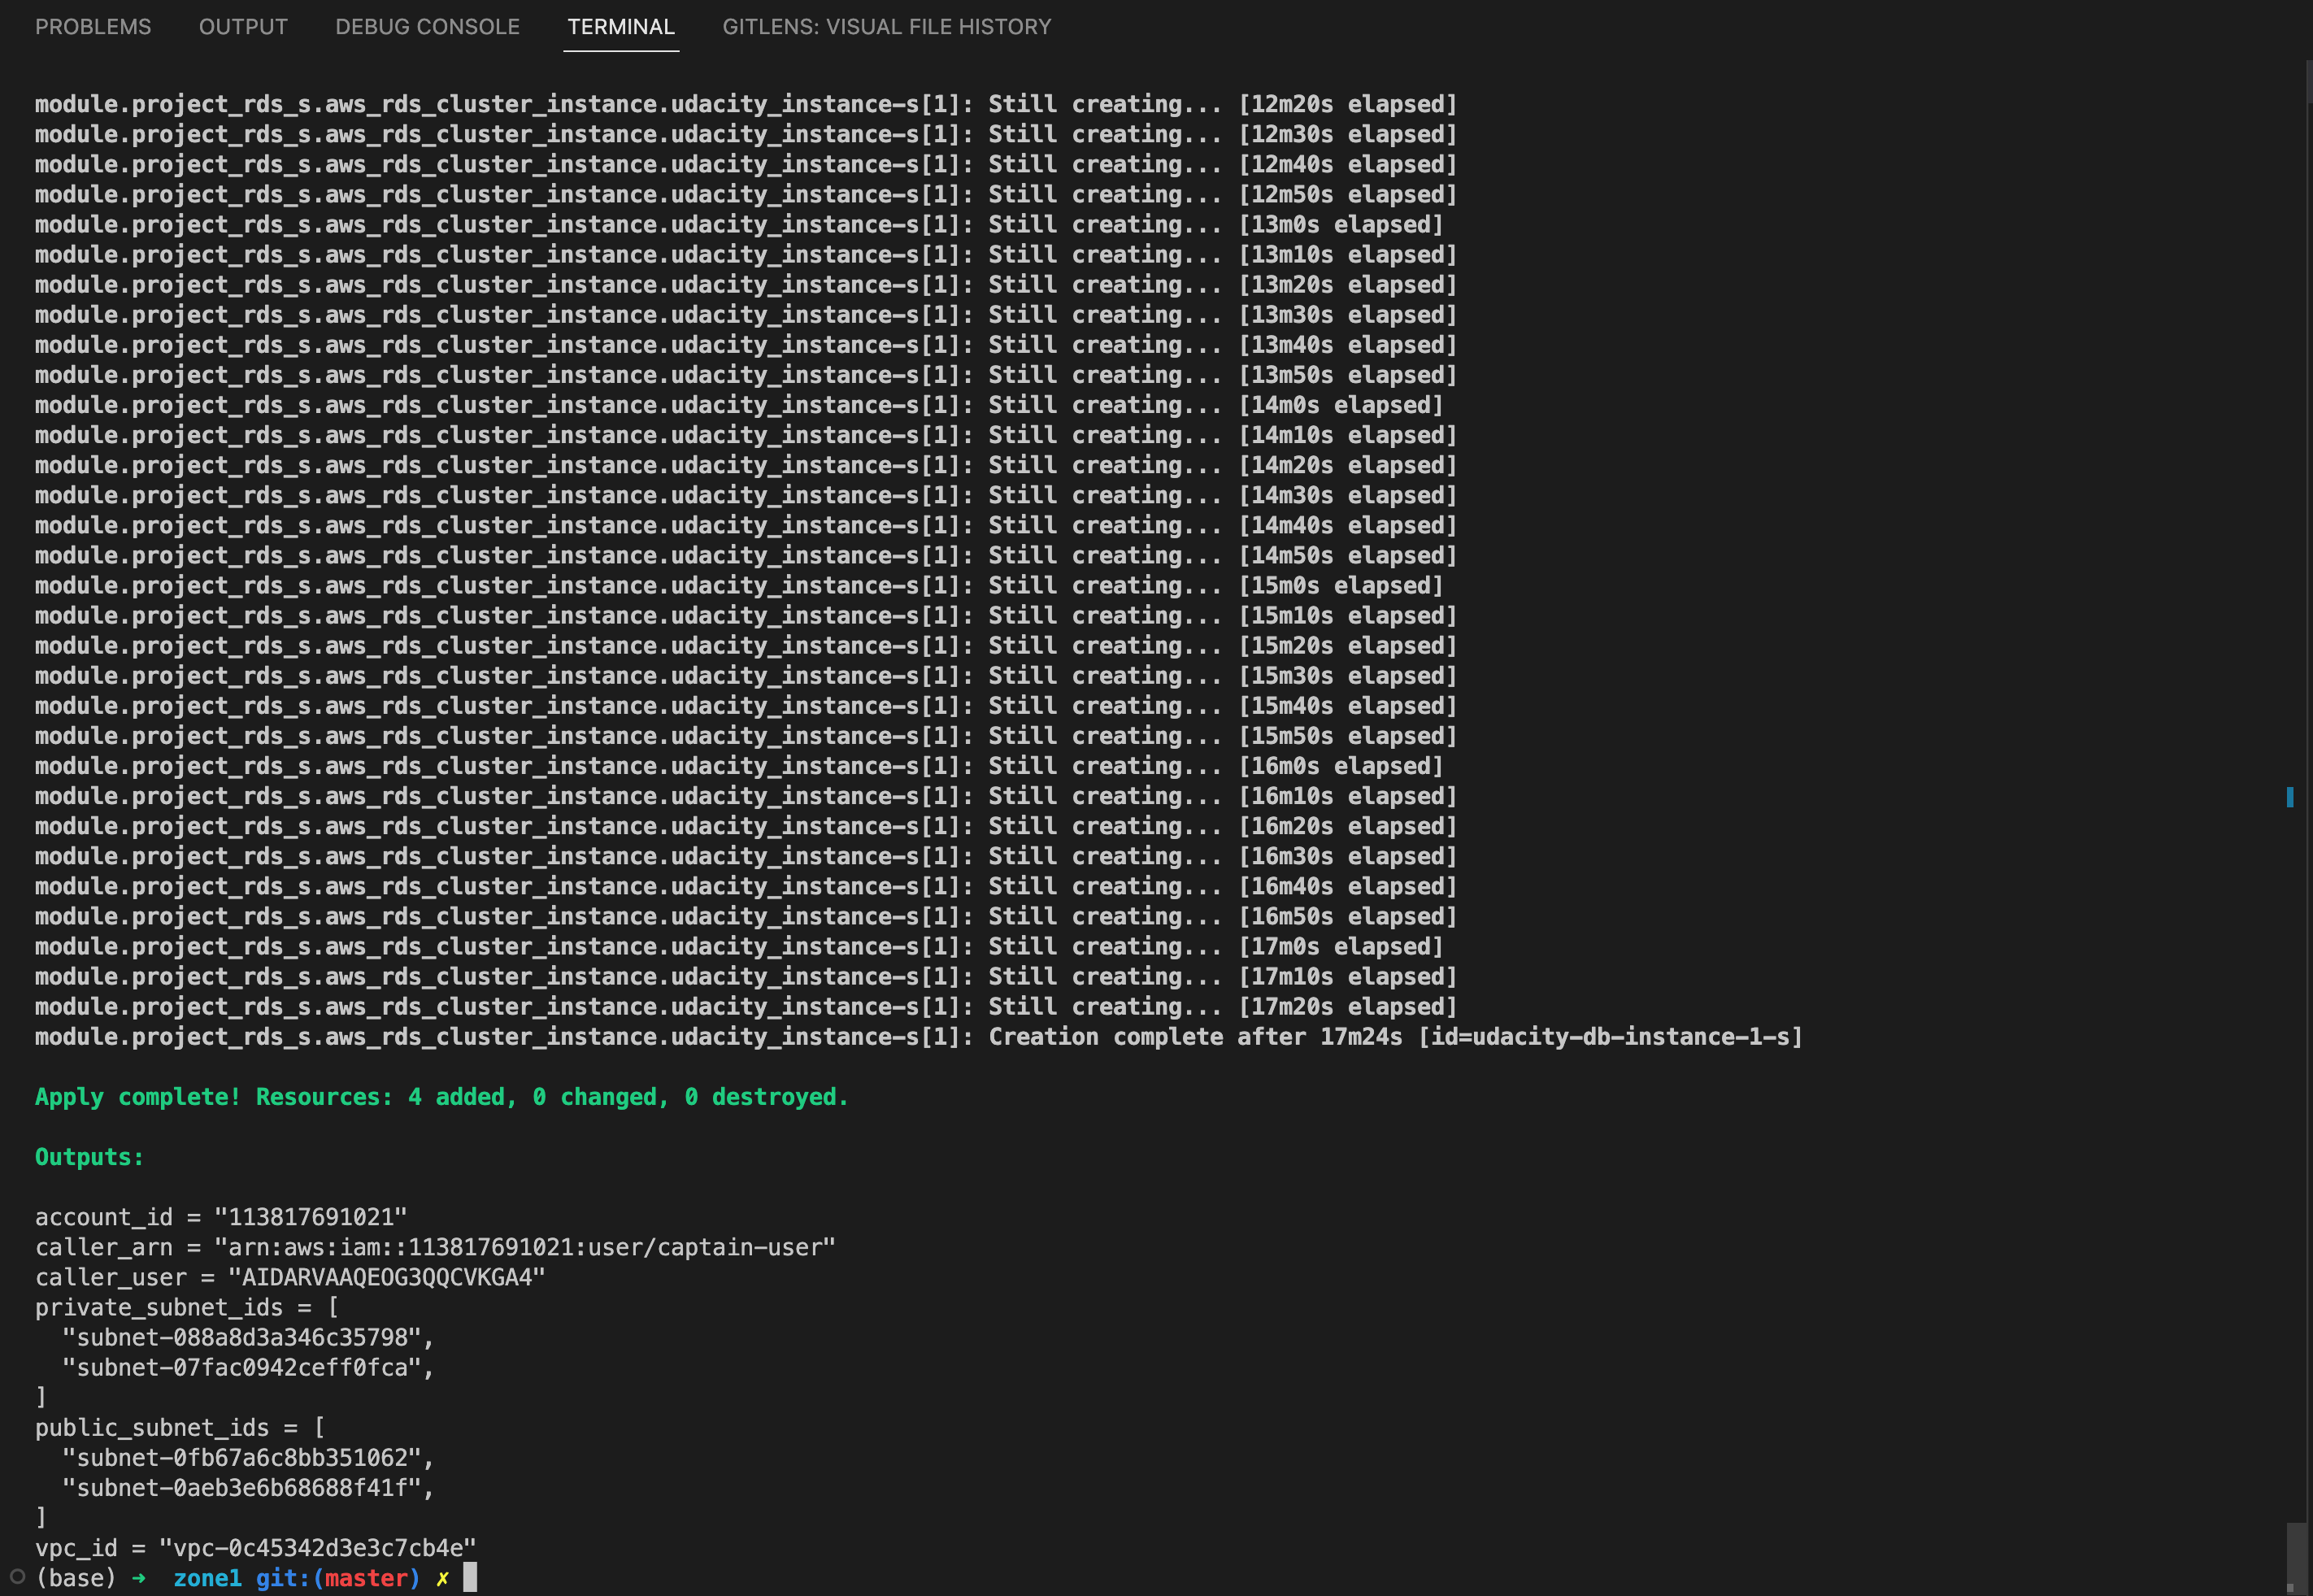 PROBLEMS OUTPUT DEBUG CONSOLE TERMINAL GITLENS: VISUAL FILE HISTORY
module.project_rds_s.aws_rds_cluster_instance.udacity_instance-s[1]: Still creating... [12m20s elapsed]
module.project_rds_s.aws_rds_cluster_instance.udacity_instance-s[1]: Still creating... [12m30s elapsed]
module.project_rds_s.aws_rds_cluster_instance.udacity_instance-s[1]: Still creating... [12m40s elapsed]
module.project_rds_s.aws_rds_cluster_instance.udacity_instance-s[1]: Still creating... [12m50s elapsed]
module.project_rds_s.aws_rds_cluster_instance.udacity_instance-s[1]: Still creating... [13m0s elapsed]
module.project_rds_s.aws_rds_cluster_instance.udacity_instance-s[1]: Still creating... [13m10s elapsed]
module.project_rds_s.aws_rds_cluster_instance.udacity_instance-s[1]: Still creating... [13m20s elapsed]
module.project_rds_s.aws_rds_cluster_instance.udacity_instance-s[1]: Still creating... [13m30s elapsed]
module.project_rds_s.aws_rds_cluster_instance.udacity_instance-s[1]: Still creating... [13m40s elapsed]
module.project_rds_s.aws_rds_cluster_instance.udacity_instance-s[1]: Still creating... [13m50s elapsed]
module.project_rds_s.aws_rds_cluster_instance.udacity_instance-s[1]: Still creating... [14m0s elapsed]
module.project_rds_s.aws_rds_cluster_instance.udacity_instance-s[1]: Still creating... [14m10s elapsed]
module.project_rds_s.aws_rds_cluster_instance.udacity_instance-s[1]: Still creating... [14m20s elapsed]
module.project_rds_s.aws_rds_cluster_instance.udacity_instance-s[1]: Still creating... [14m30s elapsed]
module.project_rds_s.aws_rds_cluster_instance.udacity_instance-s[1]: Still creating... [14m40s elapsed]
module.project_rds_s.aws_rds_cluster_instance.udacity_instance-s[1]: Still creating... [14m50s elapsed]
module.project_rds_s.aws_rds_cluster_instance.udacity_instance-s[1]: Still creating... [15m0s elapsed]
module.project_rds_s.aws_rds_cluster_instance.udacity_instance-s[1]: Still creating... [15m10s elapsed]
module.project_rds_s.aws_rds_cluster_instance.udacity_instance-s[1]: Still creating... [15m20s elapsed]
module.project_rds_s.aws_rds_cluster_instance.udacity_instance-s[1]: Still creating... [15m30s elapsed]
module.project_rds_s.aws_rds_cluster_instance.udacity_instance-s[1]: Still creating... [15m40s elapsed]
module.project_rds_s.aws_rds_cluster_instance.udacity_instance-s[1]: Still creating... [15m50s elapsed]
module.project_rds_s.aws_rds_cluster_instance.udacity_instance-s[1]: Still creating... [16m0s elapsed]
module.project_rds_s.aws_rds_cluster_instance.udacity_instance-s[1]: Still creating... [16m10s elapsed]
module.project_rds_s.aws_rds_cluster_instance.udacity_instance-s[1]: Still creating... [16m20s elapsed]
module.project_rds_s.aws_rds_cluster_instance.udacity_instance-s[1]: Still creating... [16m30s elapsed]
module.project_rds_s.aws_rds_cluster_instance.udacity_instance-s[1]: Still creating... [16m40s elapsed]
module.project_rds_s.aws_rds_cluster_instance.udacity_instance-s[1]: Still creating... [16m50s elapsed]
module.project_rds_s.aws_rds_cluster_instance.udacity_instance-s[1]: Still creating... [17m0s elapsed]
module.project_rds_s.aws_rds_cluster_instance.udacity_instance-s[1]: Still creating... [17m10s elapsed]
module.project_rds_s.aws_rds_cluster_instance.udacity_instance-s[1]: Still creating... [17m20s elapsed]
module.project_rds_s.aws_rds_cluster_instance.udacity_instance-s[1]: Creation complete after 17m24s [id=udacity-db-instance-1-s]
Apply complete! Resources: 4 added, 0 changed, 0 destroyed.
Outputs:
account_id = "113817691021"
caller_arn = "arn:aws:iam::113817691021:user/captain-user"
caller_user = "AIDARVAAQEOG3QQCVKGA4"
private_subnet_ids = [
  "subnet-088a8d3a346c35798",
  "subnet-07fac0942ceff0fca",
]
public_subnet_ids = [
  "subnet-0fb67a6c8bb351062",
  "subnet-0aeb3e6b68688f41f",
]
vpc_id = "vpc-0c45342d3e3c7cb4e"
(base) ➜  zone1 git:(master) ✗